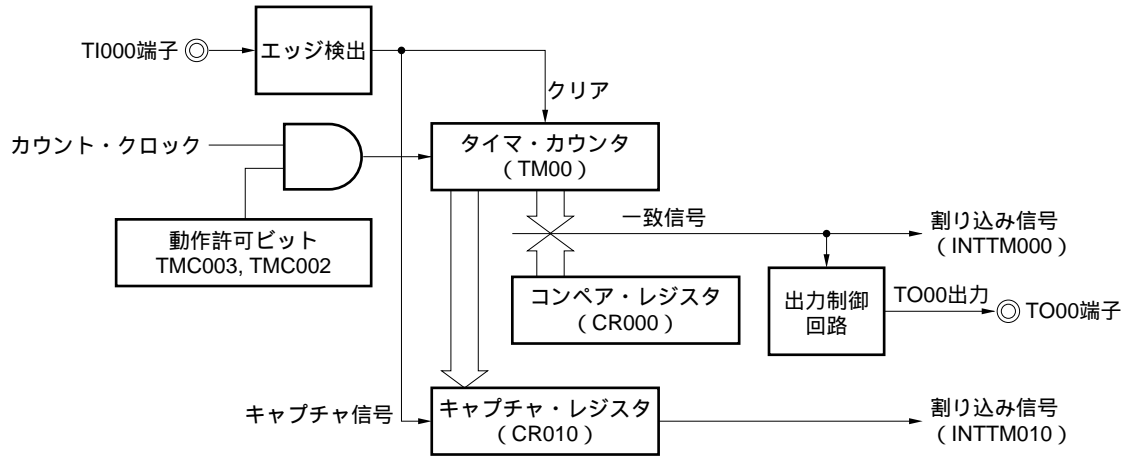 TI000端子
エッジ検出
クリア
カウント・クロック
タイマ・カウンタ
（TM00）
動作許可ビット
TMC003, TMC002
一致信号
割り込み信号
（INTTM000）
コンペア・レジスタ
（CR000）
出力制御
回路
TO00出力
TO00端子
キャプチャ信号
キャプチャ・レジスタ
（CR010）
割り込み信号
（INTTM010）